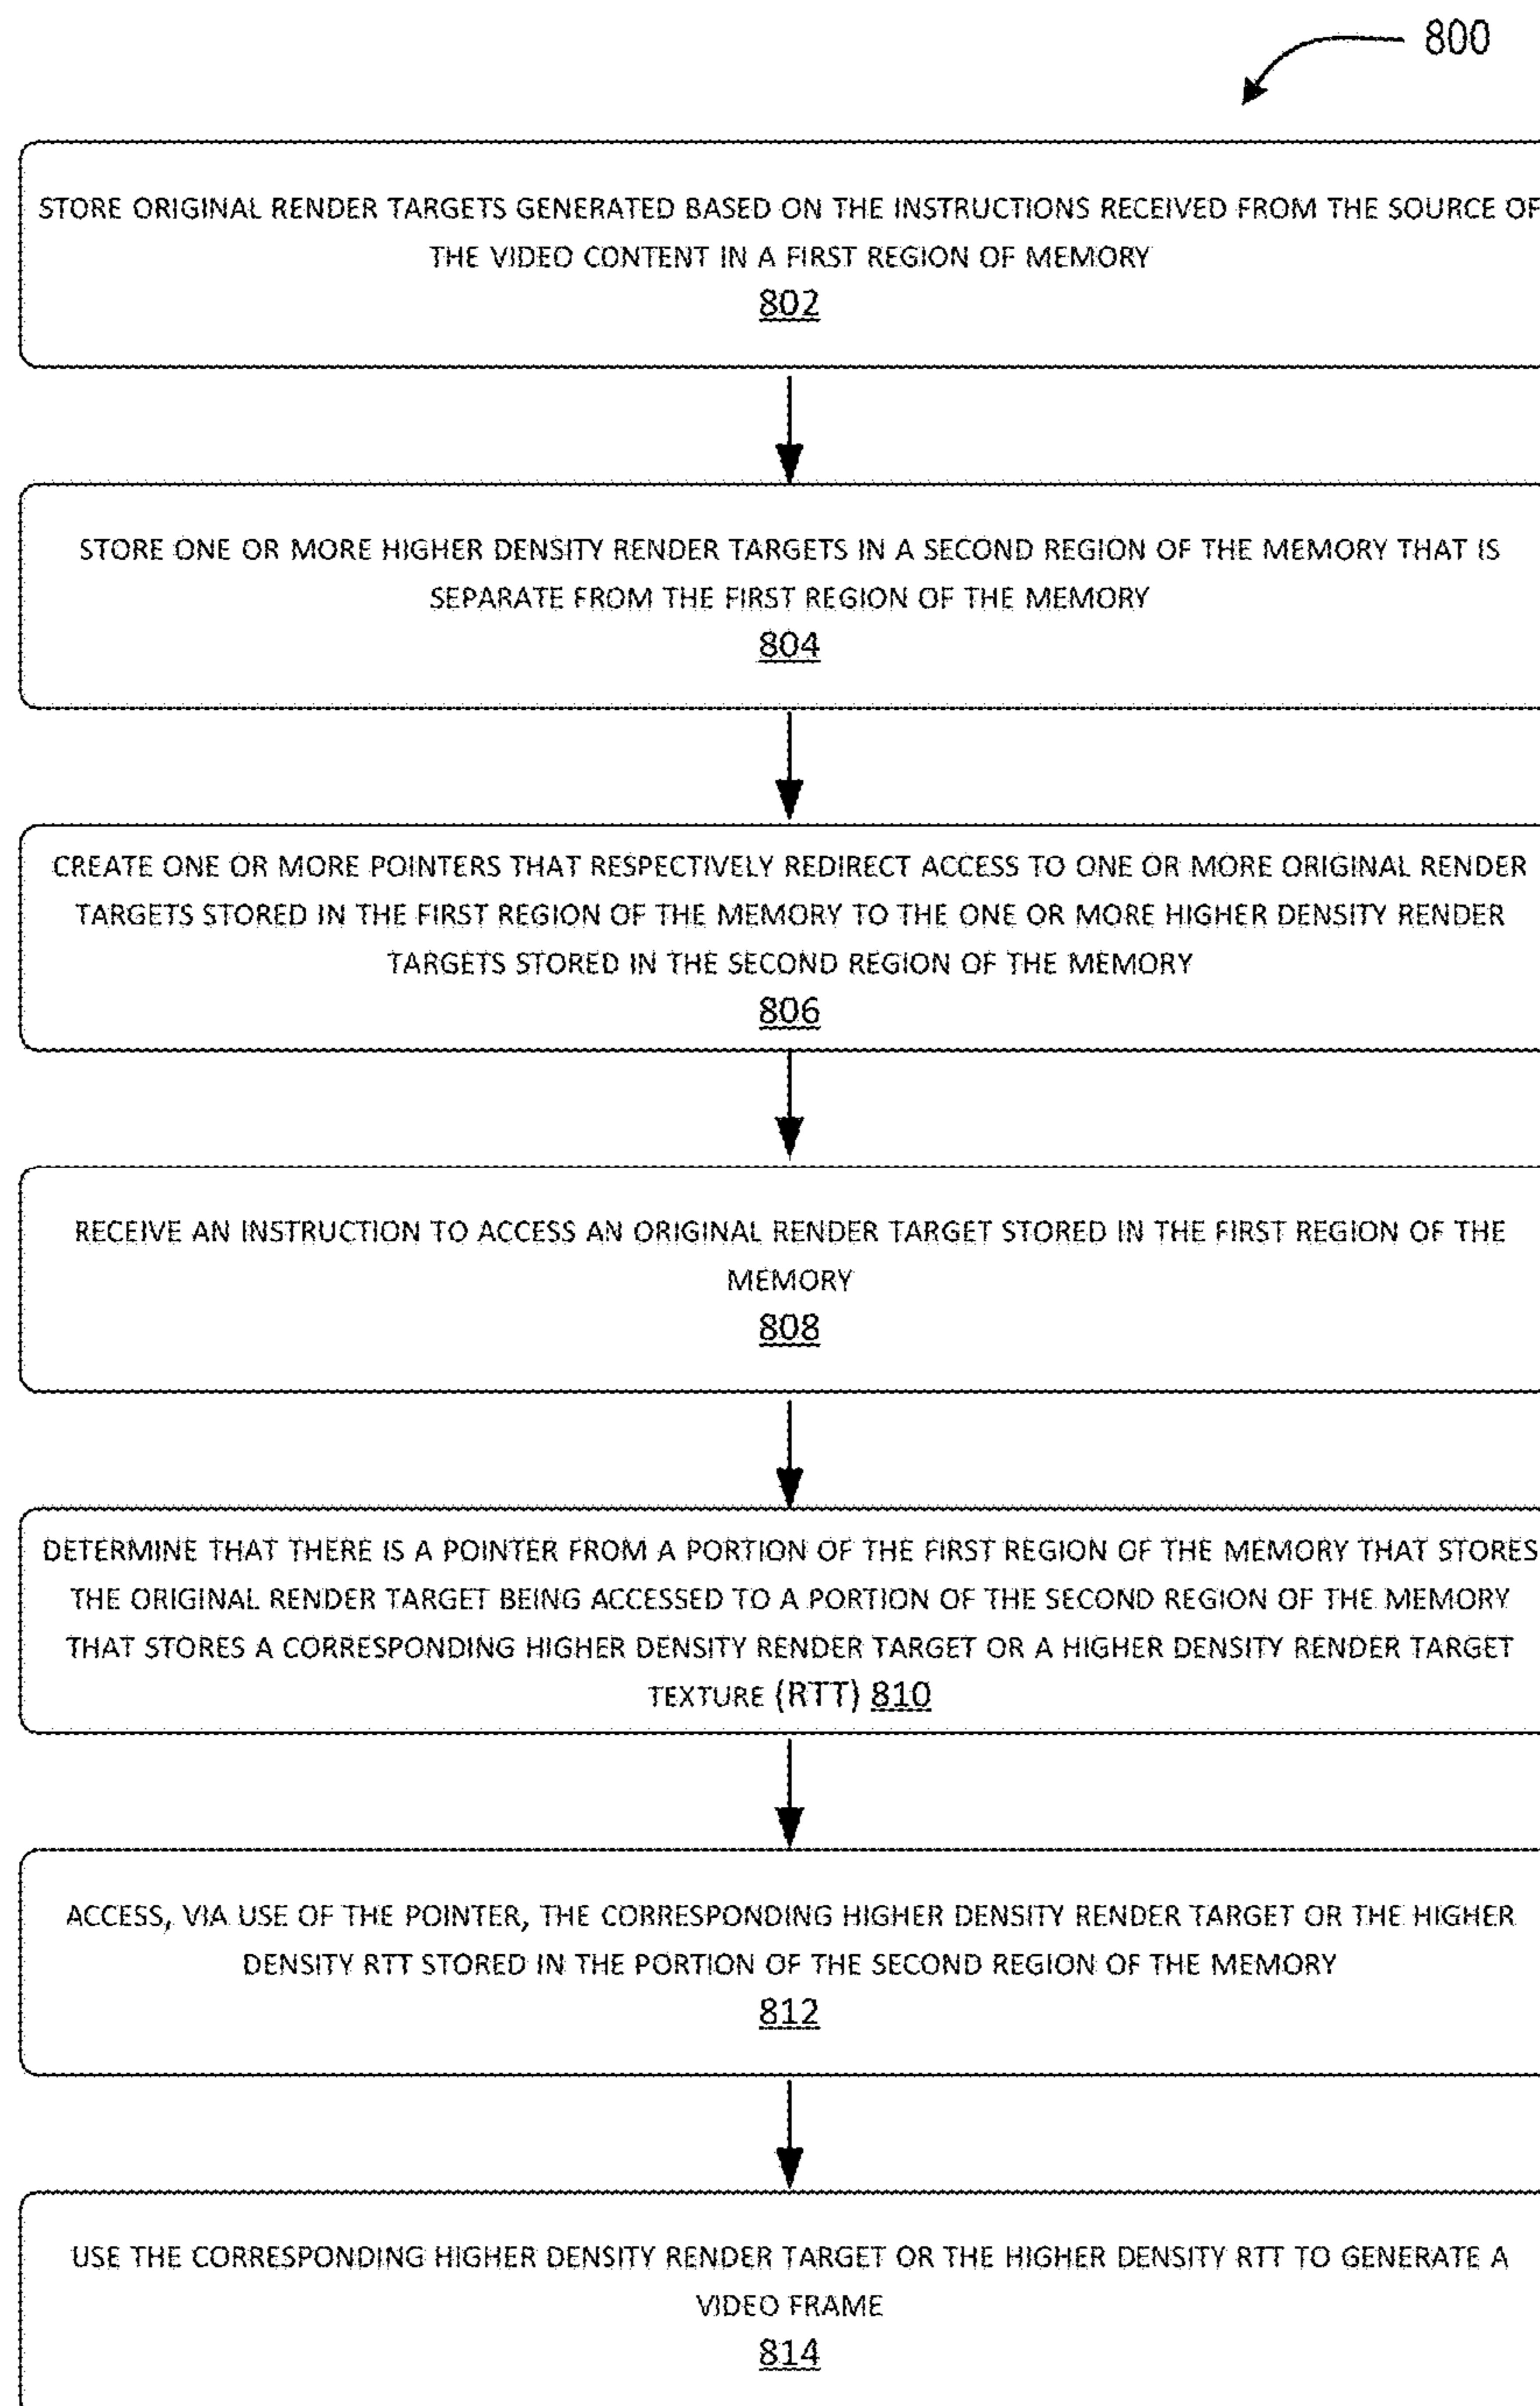 800
STORE ORIGINAL RENDER TARGETS GENERATED BASED ON THE INSTRUCTIONS RECEIVED FROM THE SOURCE OF
THE VIDEO CONTENT IN A FIRST REGION OF MEMORY
802
STORE ONE OR MORE HIGHER DENSITY RENDER TARGETS IN A SECOND REGION OF THE MEMORY THAT IS
SEPARATE FROM THE FIRST REGION OF THE MEMORY
804
CREATE ONE OR MORE POINTERS THAT RESPECTIVELY REDIRECT ACCESS TO ONE OR MORE ORIGINAL RENDER
TARGETS STORED IN THE FIRST REGION OF THE MEMORY TO THE ONE OR MORE HIGHER DENSITY RENDER
TARGETS STORED IN THE SECOND REGION OF THE MEMORY
806
RECEIVE AN INSTRUCTION TO ACCESS AN ORIGINAL RENDER TARGET STORED IN THE FIRST REGION OF THE
MEMORY
808
DETERMINE THAT THERE IS A POINTER FROM A PORTION OF THE FIRST REGION OF THE MEMORY THAT STORES
THE ORIGINAL RENDER TARGET BEING ACCESSED TO A PORTION OF THE SECOND REGION OF THE MEMORY
THAT STORES A CORRESPONDING HIGHER DENSITY RENDER TARGET OR A HIGHER DENSITY RENDER TARGET
TEXTURE (RTT) 810
ACCESS, VIA USE OF THE POINTER, THE CORRESPONDING HIGHER DENSITY RENDER TARGET OR THE HIGHER
DENSITY RTT STORED IN THE PORTION OF THE SECOND REGION OF THE MEMORY
812
USE THE CORRESPONDING HIGHER DENSITY RENDER TARGET OR THE HIGHER DENSITY RTT TO GENERATE A
VIDEO FRAME
814